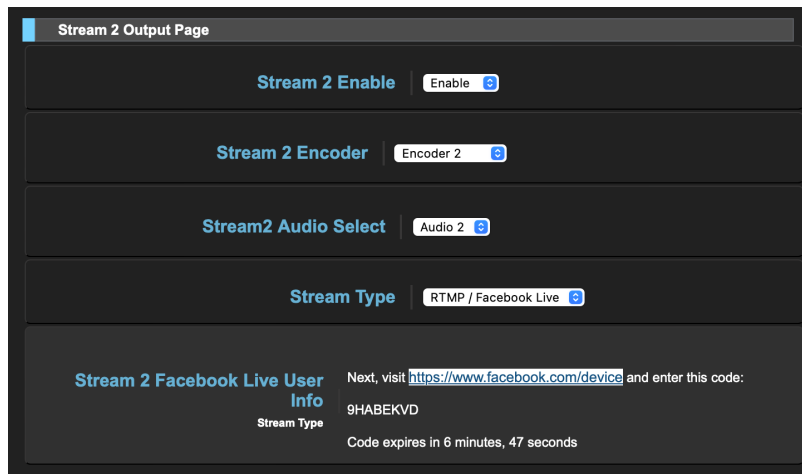 Stream 2 Output Page
Stream 2 Enable
Enable
Stream 2 Encoder
Encoder 2
Stream2 Audio Select
Audio 2
Stream Type
RTMP / Facebook Live
Stream 2 Facebook Live User
Info
Stream Type
Next, visit https://www.facebook.com/device and enter this code:
9HABEKVD
Code expires in 6 minutes, 47 seconds